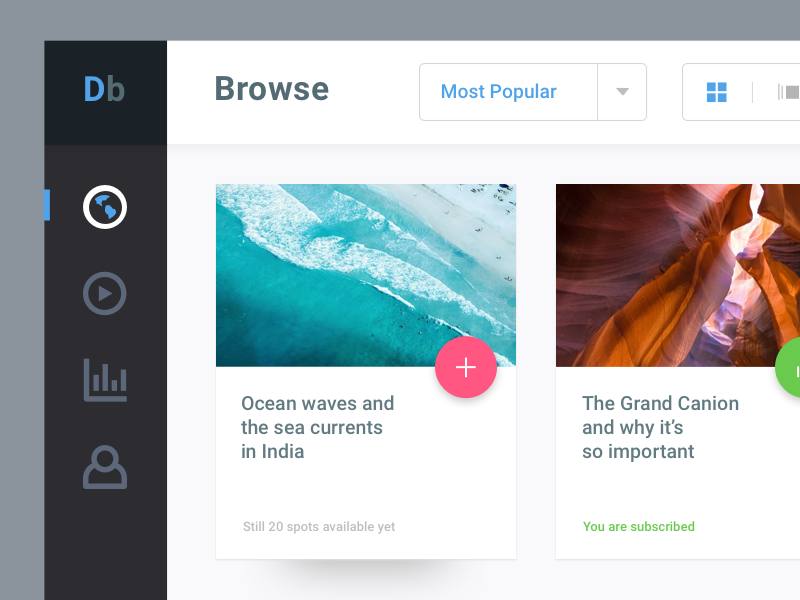 Db
Browse
Most Popular
Ocean waves and
the sea currents
in India
Still 20 spots available yet
The Grand Canion
and why it’s
so important
You are subscribed